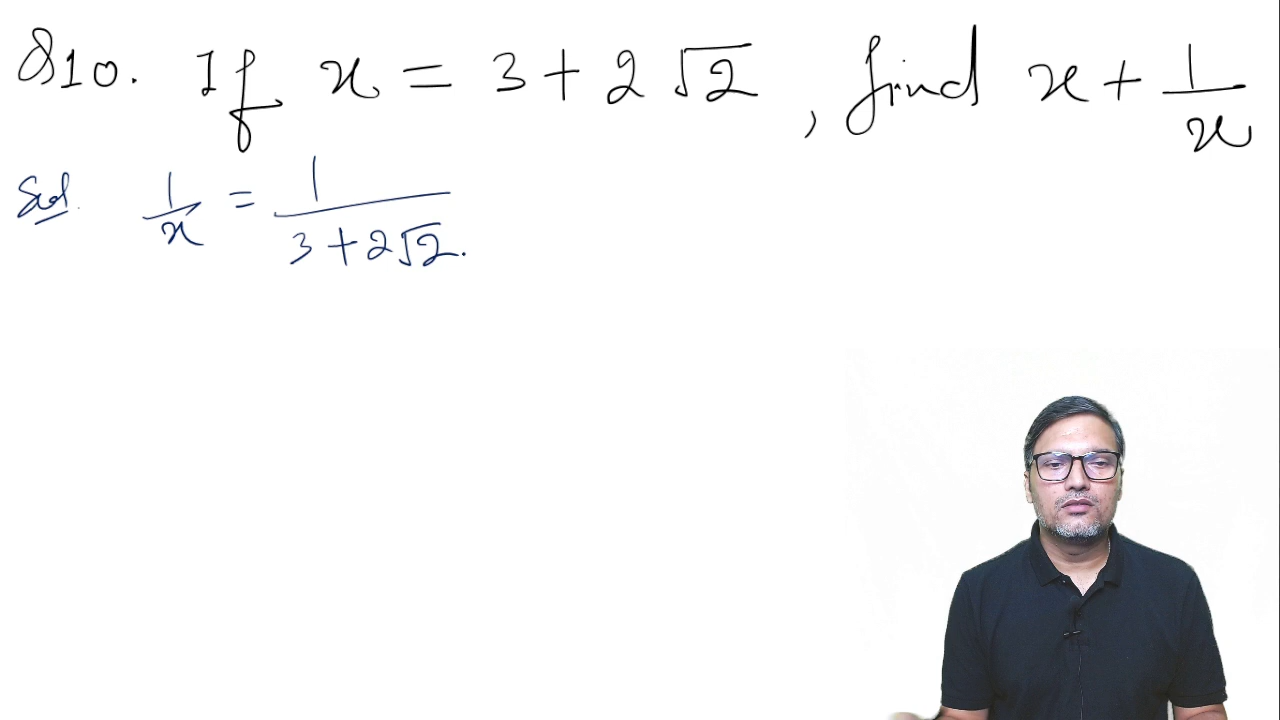 Q10. If x = 3 + 2√2, find x + 1/x
Sol. 1/x = 1/(3 + 2√2).